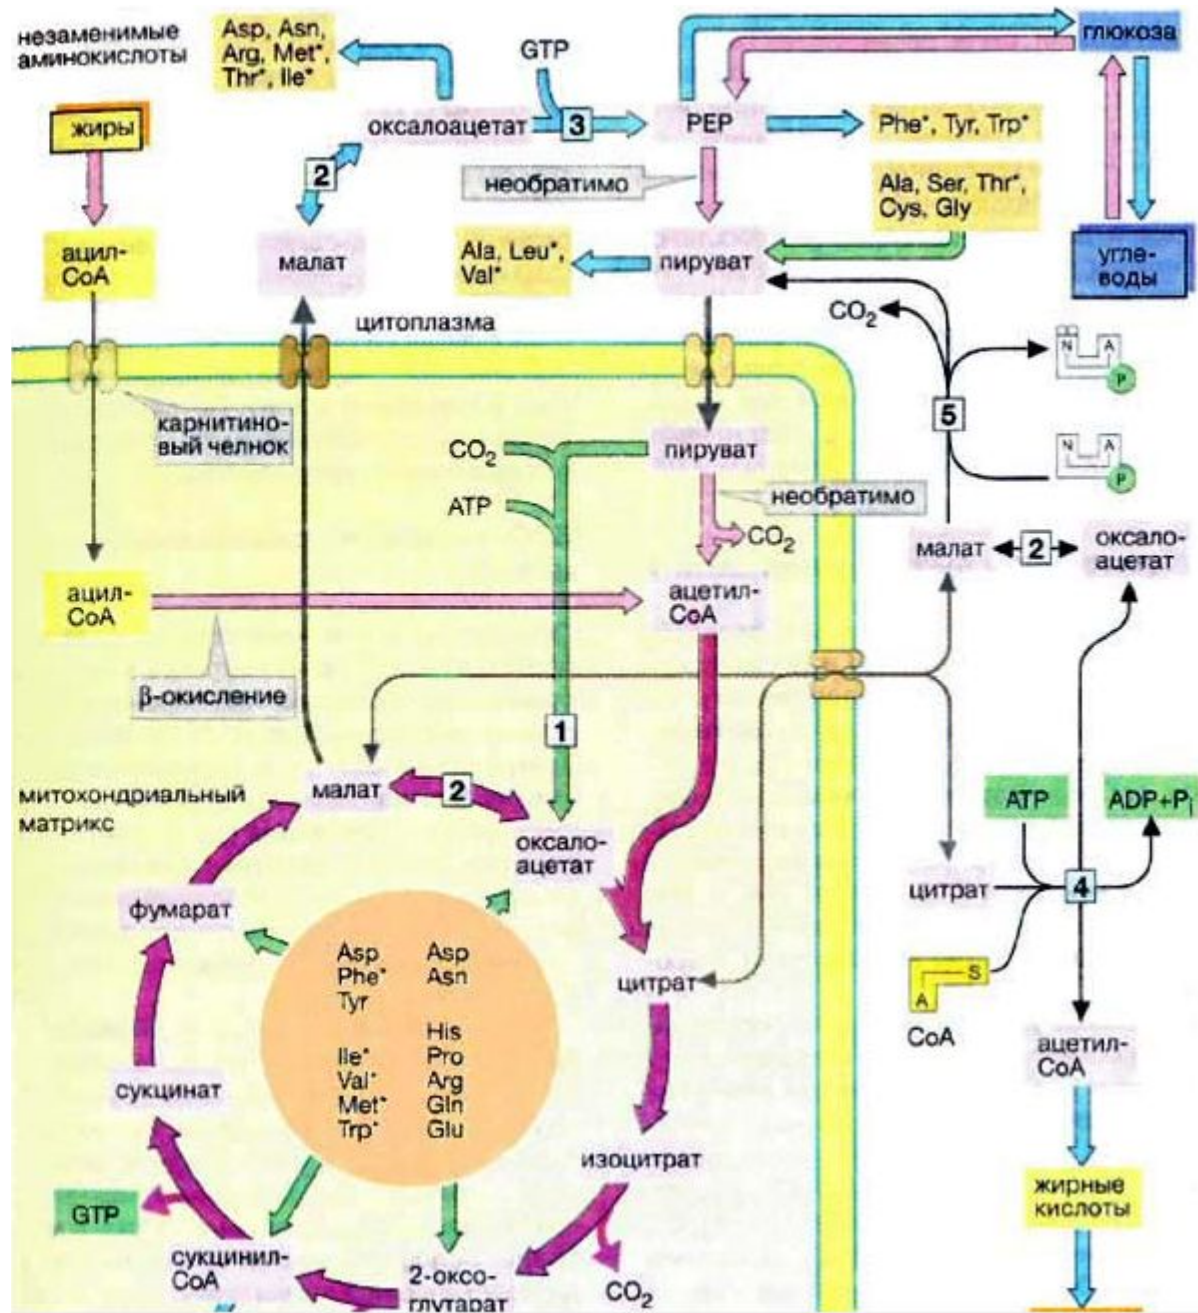 незаменимые
аминокислоты
Asp, Asn,
Arg, Met*,
Thr*, Ile*
GTP
глюкоза
жиры
оксалоацетат
3
PEP
Phe*, Tyr, Trp*
2
необратимо
Ala, Ser, Thr*,
Cys, Gly
ацил-
CoA
малат
Ala, Leu*,
Val*
пируват
угле-
воды
цитоплазма
CO2
N A
P
карнитино-
вый челнок
5
CO2
пируват
N A
P
необратимо
ATP
CO2
малат
2
оксало-
ацетат
ацил-
CoA
ацетил-
CoA
β-окисление
1
митохондриальный
матрикс
малат
2
ATP
ADP+Pi
оксало-
ацетат
цитрат
4
фумарат
Asp Asp
Phe* Asn
Tyr
His
Ile* Pro
Val* Arg
Met* Gln
Trp* Glu
цитрат
A S
CoA
ацетил-
CoA
сукцинат
изоцитрат
жирные
кислоты
GTP
сукцинил-
CoA
2-оксо-
глутарат
CO2